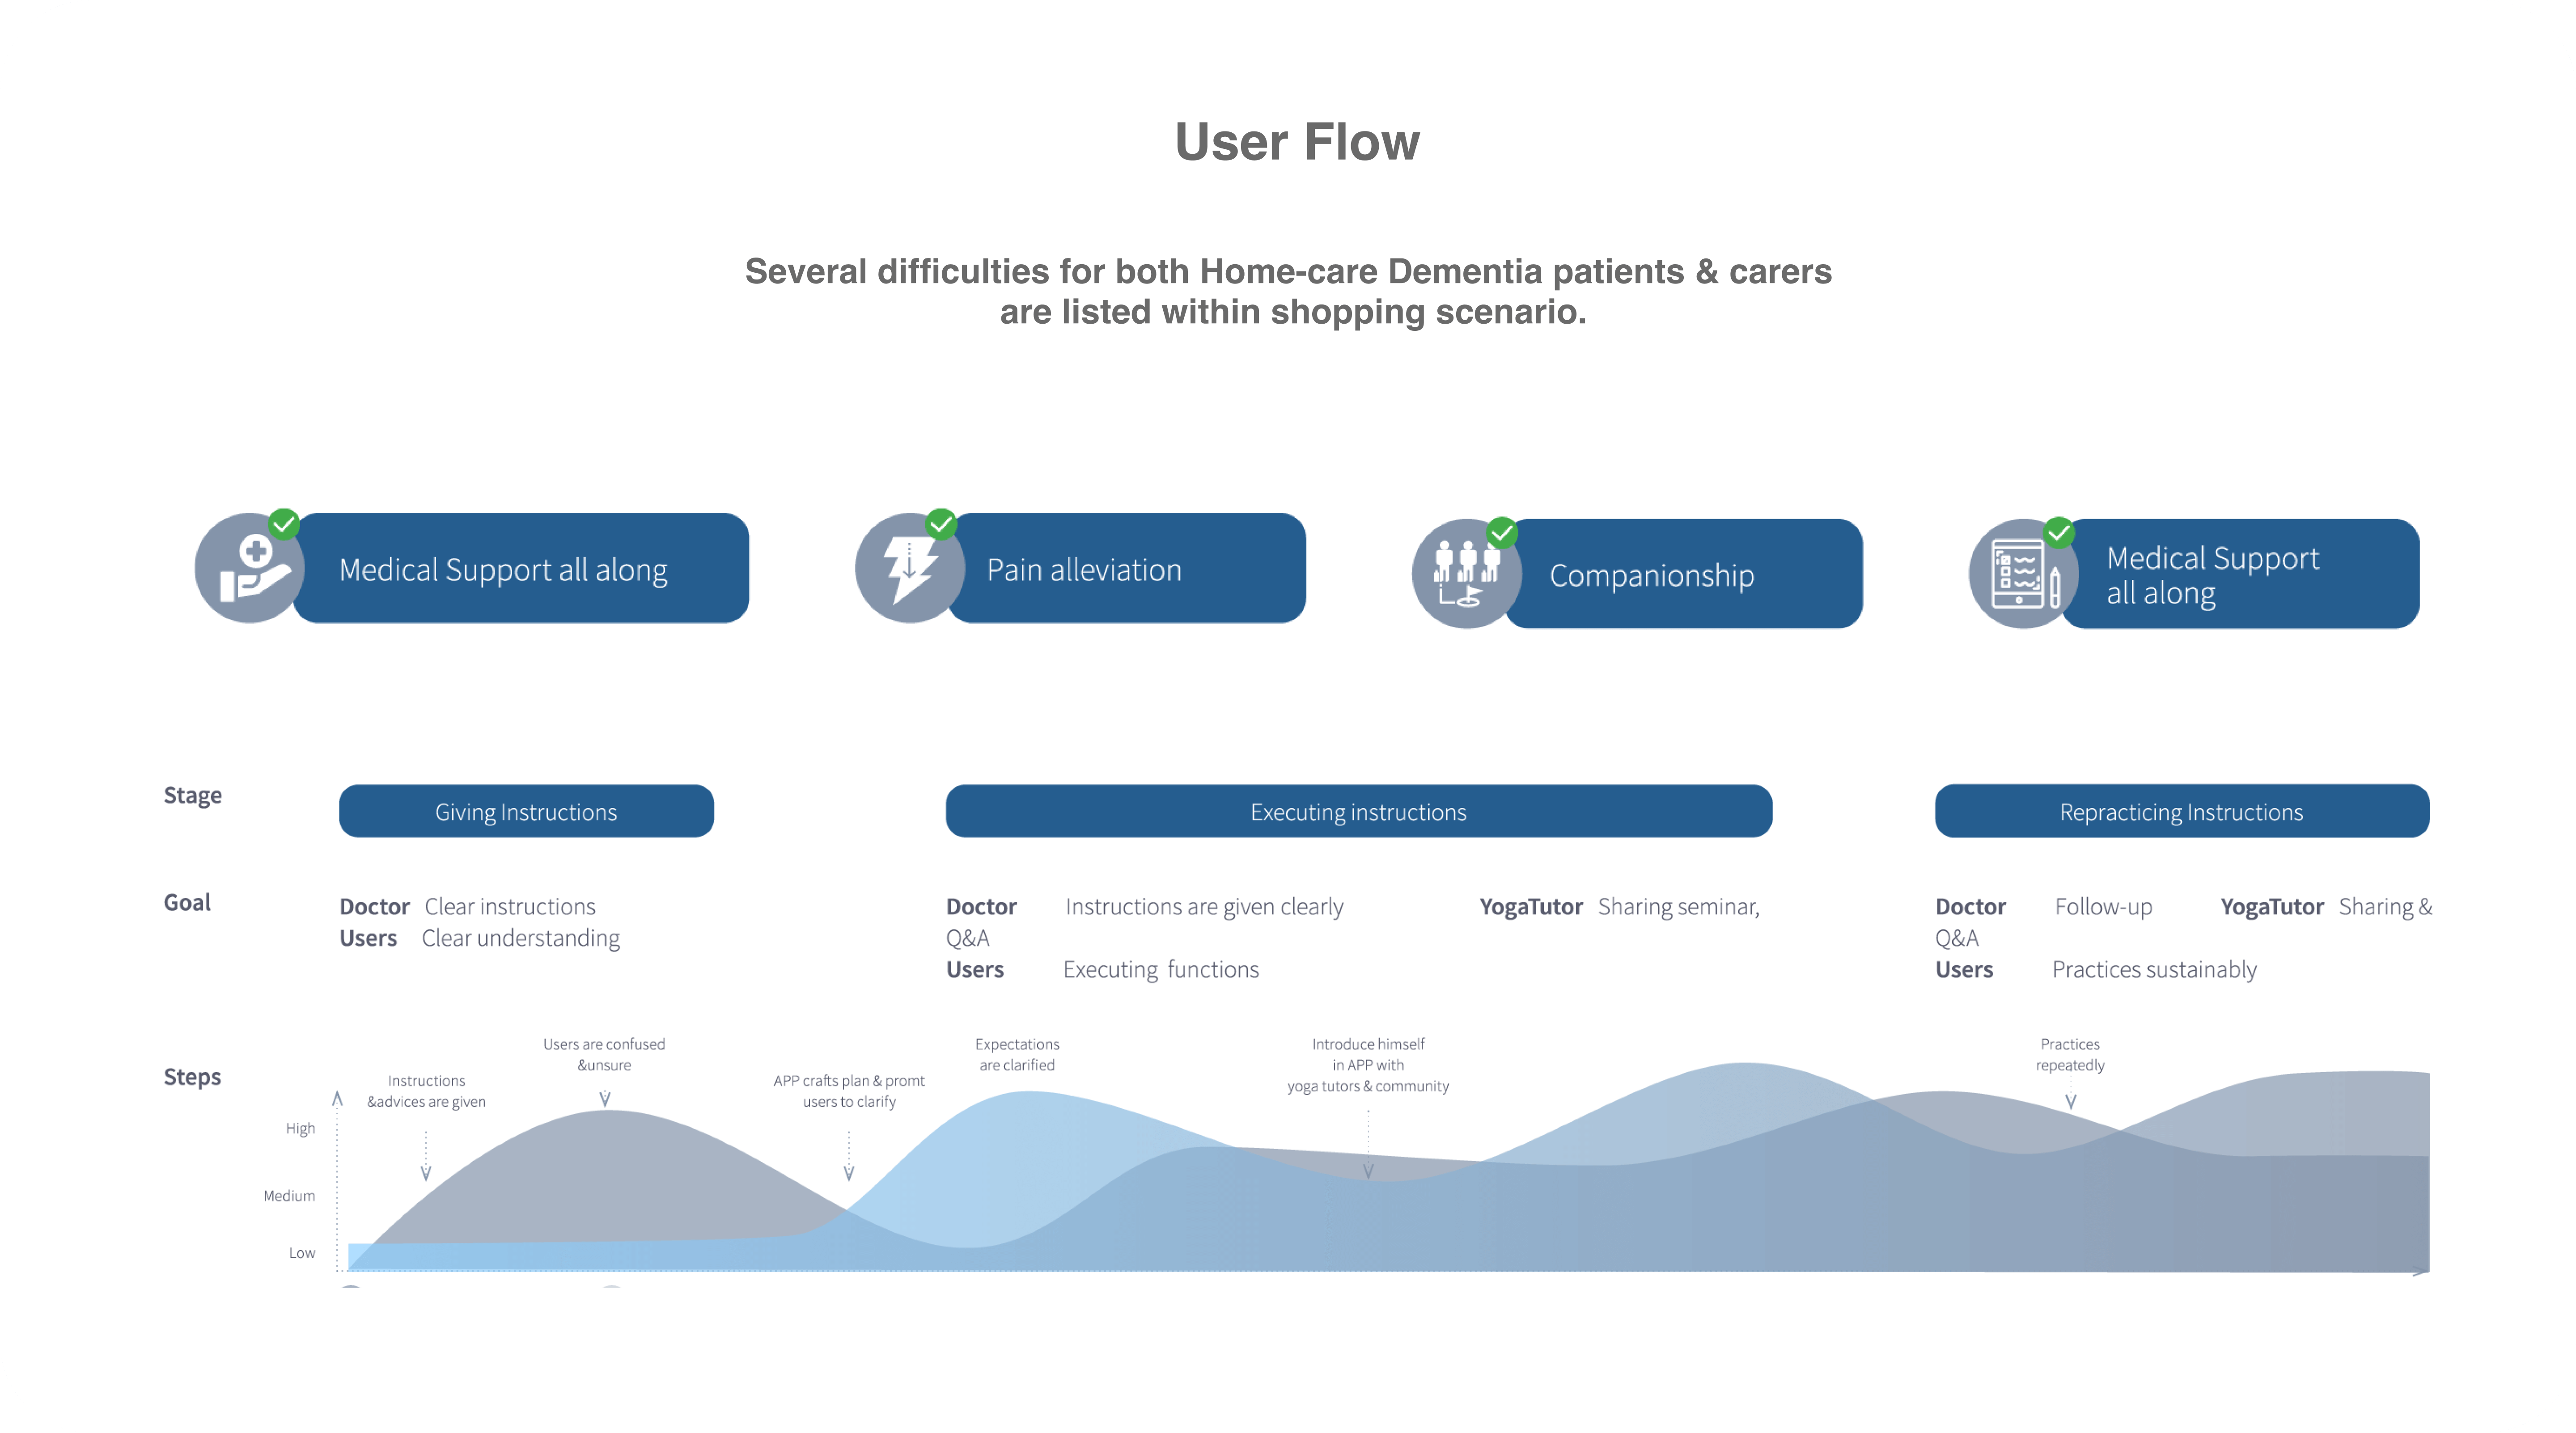 User Flow
Several difficulties for both Home-care Dementia patients & carers
are listed within shopping scenario.
Medical Support all along
Pain alleviation
Companionship
Medical Support
all along
Stage
Giving Instructions
Executing instructions
Repracticing Instructions
Goal
Doctor Clear instructions
Users Clear understanding
Doctor Instructions are given clearly YogaTutor Sharing seminar,
Q&A
Users Executing functions
Doctor Follow-up YogaTutor Sharing &
Q&A
Users Practices sustainably
Steps
Instructions
&advices are given
Users are confused
&unsure
APP crafts plan & promt
users to clarify
Expectations
are clarified
Introduce himself
in APP with
yoga tutors & community
Practices
repeatedly
High
Medium
Low